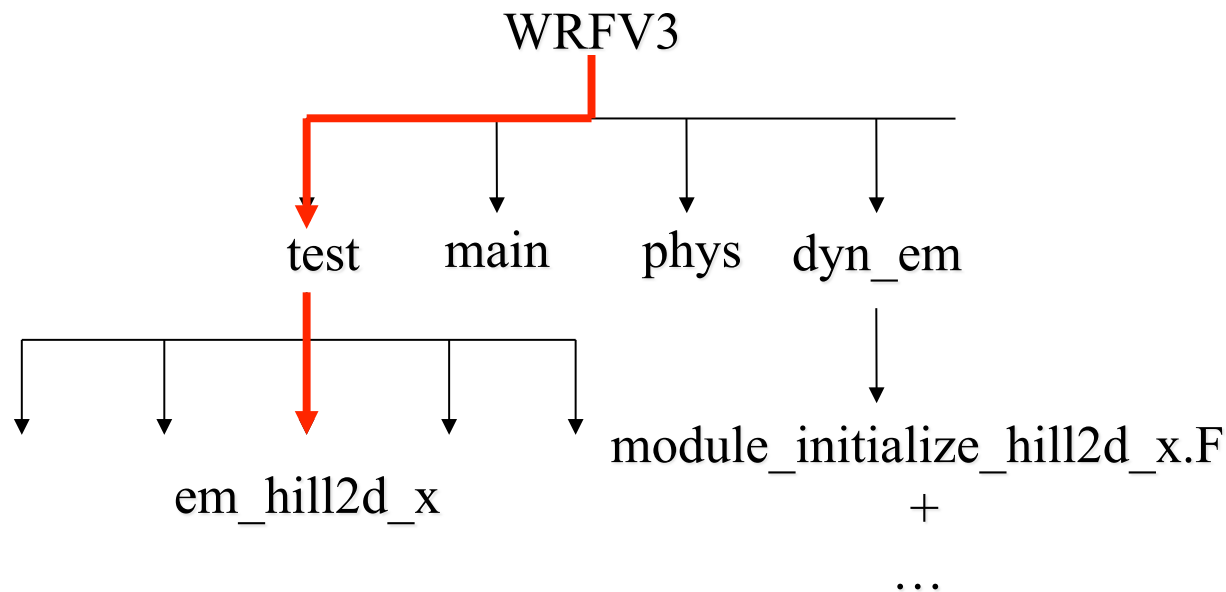 WRFV3
test main phys dyn_em
module_initialize_hill2d_x.F
em_hill2d_x
+
…